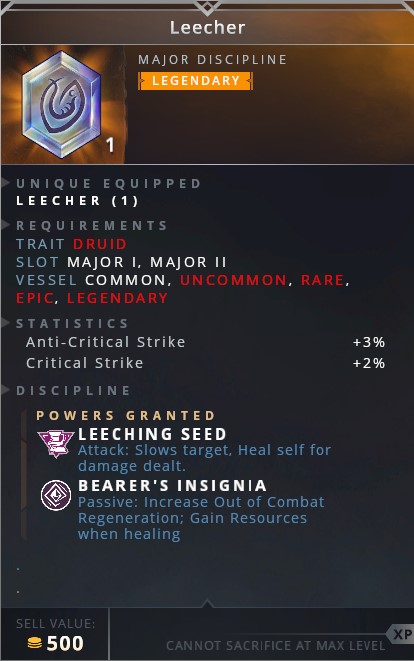 Leecher
MAJOR DISCIPLINE
LEGENDARY
1
UNIQUE EQUIPPED
LEECHER (1)
REQUIREMENTS
TRAIT DRUID
SLOT MAJOR I, MAJOR II
VESSEL COMMON, UNCOMMON, RARE,
EPIC, LEGENDARY
STATISTICS
Anti-Critical Strike +3%
Critical Strike +2%
DISCIPLINE
POWERS GRANTED
LEECHING SEED
Attack: Slows target, Heal self for
damage dealt.
BEARER'S INSIGNIA
Passive: Increase Out of Combat
Regeneration; Gain Resources
when healing
.
.
SELL VALUE:
500
CANNOT SACRIFICE AT MAX LEVEL
XP